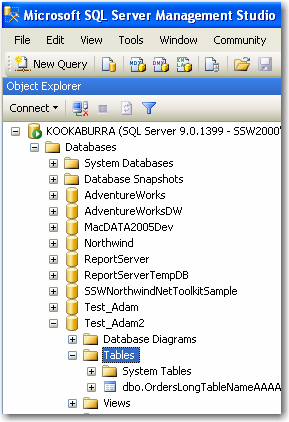 Microsoft SQL Server Management Studio
File Edit View Tools Window Community
New Query
Object Explorer
Connect
KOOKABURRA (SQL Server 9.0.1399 - SSW2000
Databases
System Databases
Database Snapshots
AdventureWorks
AdventureWorksDW
MacDATA2005Dev
Northwind
ReportServer
ReportServerTempDB
SSWNorthwindNetToolkitSample
Test_Adam
Test_Adam2
Database Diagrams
Tables
System Tables
dbo.OrdersLongTableNameAAAA
Views